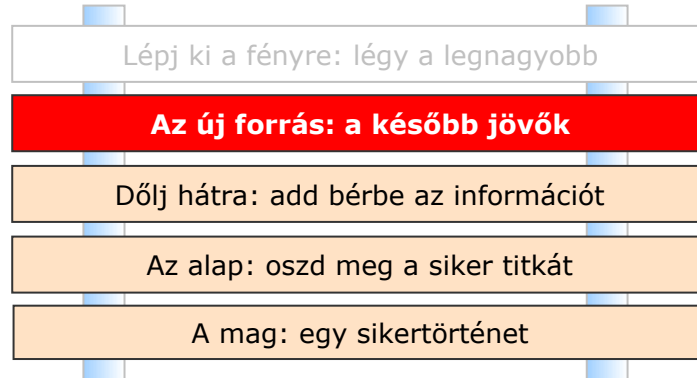 Lépj ki a fényre: légy a legnagyobb
Az új forrás: a később jövők
Dőlj hátra: add bérbe az információt
Az alap: oszd meg a siker titkát
A mag: egy sikertörténet